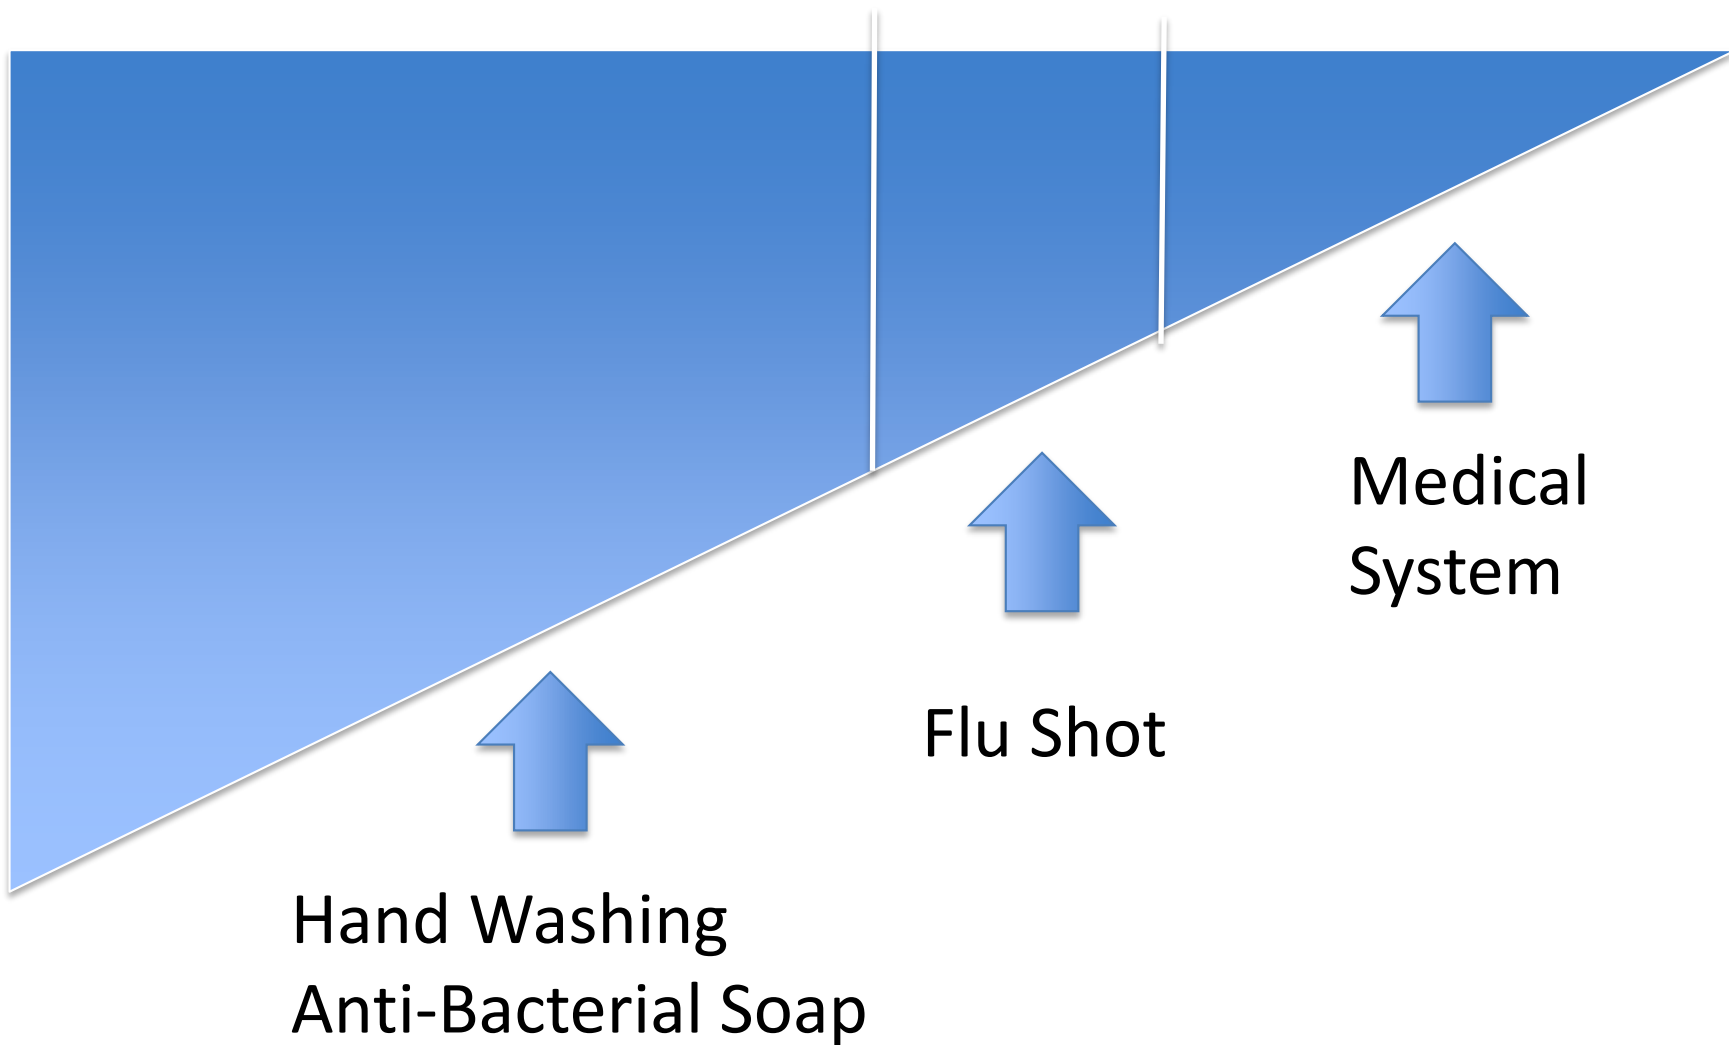 Medical
System
Flu Shot
Hand Washing
Anti-Bacterial Soap